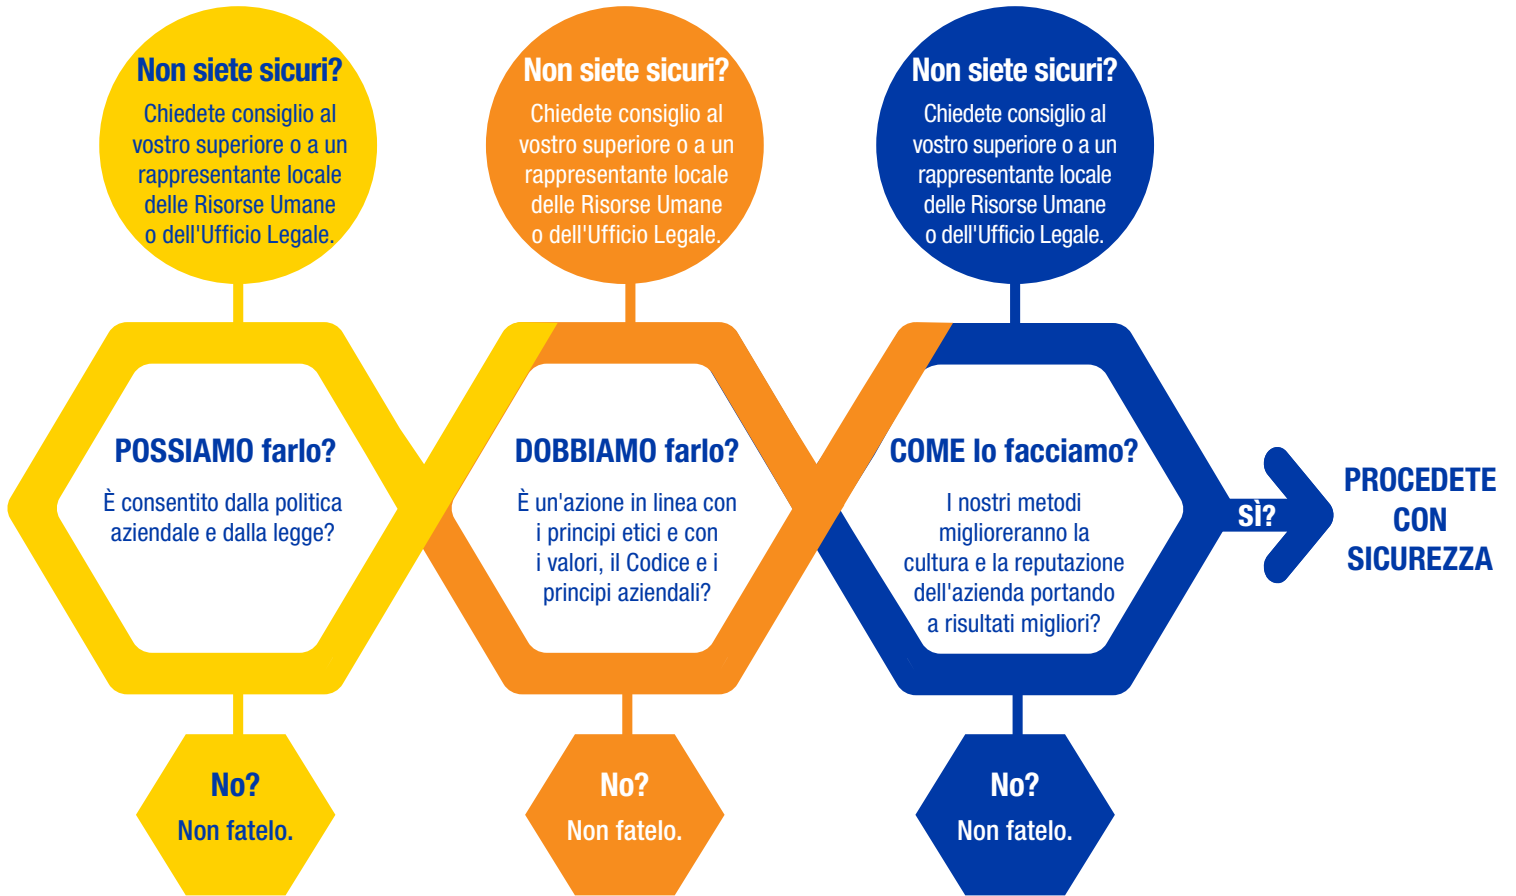 Non siete sicuri?
Chiedete consiglio al
vostro superiore o a un
rappresentante locale
delle Risorse Umane
o dell'Ufficio Legale.
Non siete sicuri?
Chiedete consiglio al
vostro superiore o a un
rappresentante locale
delle Risorse Umane
o dell'Ufficio Legale.
Non siete sicuri?
Chiedete consiglio al
vostro superiore o a un
rappresentante locale
delle Risorse Umane
o dell'Ufficio Legale.
POSSIAMO farlo?
È consentito dalla politica
aziendale e dalla legge?
DOBBIAMO farlo?
È un'azione in linea con
i principi etici e con
i valori, il Codice e i
principi aziendali?
COME lo facciamo?
I nostri metodi
miglioreranno la
cultura e la reputazione
dell'azienda portando
a risultati migliori?
SÌ?
PROCEDETE
CON
SICUREZZA
No?
Non fatelo.
No?
Non fatelo.
No?
Non fatelo.